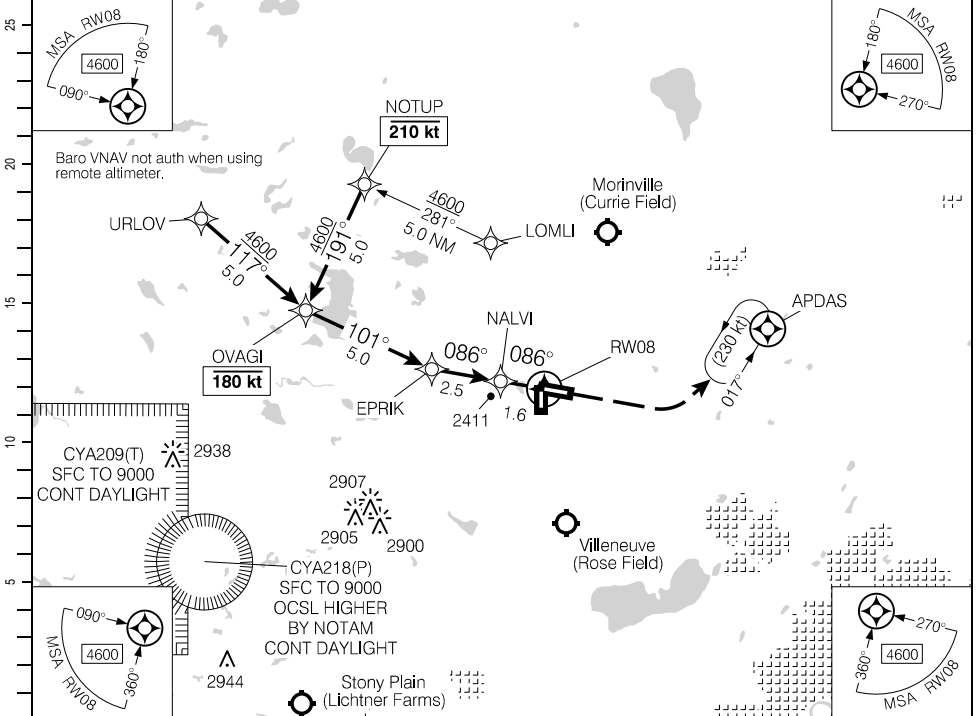 25
20
15
10
5
MSA RW08
4600
180°
090°
MSA RW08
4600
180°
270°
Baro VNAV not auth when using
remote altimeter.
NOTUP
210 kt
Morinville
(Currie Field)
URLOV
4600
117°
5.0
4600
191°
5.0
4600
281°
5.0 NM
LOMLI
OVAGI
180 kt
101°
5.0
EPRIK
086°
2.5
NALVI
086°
2411
1.6
RW08
APDAS
(230 kt)
017°
CYA209(T)
SFC TO 9000
CONT DAYLIGHT
2938
2907
2905
2900
Villeneuve
(Rose Field)
CYA218(P)
SFC TO 9000
OCSL HIGHER
BY NOTAM
CONT DAYLIGHT
2944
Stony Plain
(Lichtner Farms)
090°
4600
360°
MSA RW08
270°
4600
360°
MSA RW08